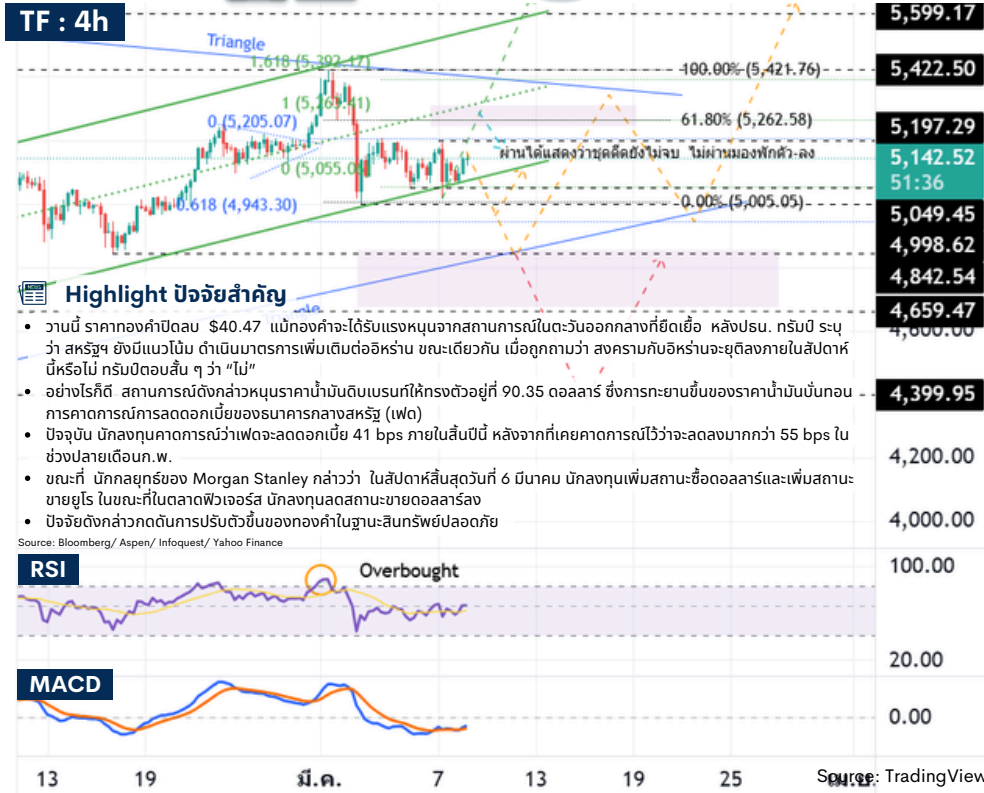 TF : 4h
5,599.17
Triangle
1.618 (5,392.17)
100.00% (5,421.76)
5,422.50
1 (5,263.41)
0 (5,205.07)
61.80% (5,262.58)
5,197.29
ผ่านได้แสดงว่าชุดดีดยังไม่จบ ไม่ผ่านมองพักตัว-ลง
5,142.52
51:36
0.618 (4,943.30)
0.00% (5,005.05)
5,049.45
4,998.62
4,842.54
Highlight ปัจจัยสำคัญ
4,659.47
4,600.00
• วานนี้ ราคาทองคำปิดลบ $40.47 แม้ทองคำจะได้รับแรงหนุนจากสถานการณ์ในตะวันออกกลางที่ยืดเยื้อ หลังปธน. ทรัมป์ ระบุ
ว่า สหรัฐฯ ยังมีแนวโน้ม ดำเนินมาตรการเพิ่มเติมต่ออิหร่าน ขณะเดียวกัน เมื่อถูกถามว่า สงครามกับอิหร่านจะยุติลงภายในสัปดาห์
นี้หรือไม่ ทรัมป์ตอบสั้น ๆ ว่า “ไม่”
• อย่างไรก็ดี สถานการณ์ดังกล่าวหนุนราคาน้ำมันดิบเบรนท์ให้ทรงตัวอยู่ที่ 90.35 ดอลลาร์ ซึ่งการทะยานขึ้นของราคาน้ำมันบั่นทอน
การคาดการณ์การลดดอกเบี้ยของธนาคารกลางสหรัฐ (เฟด)
4,399.95
• ปัจจุบัน นักลงทุนคาดการณ์ว่าเฟดจะลดดอกเบี้ย 41 bps ภายในสิ้นปีนี้ หลังจากที่เคยคาดการณ์ไว้ว่าจะลดลงมากกว่า 55 bps ใน
ช่วงปลายเดือนก.พ.
4,200.00
• ขณะที่ นักกลยุทธ์ของ Morgan Stanley กล่าวว่า ในสัปดาห์สิ้นสุดวันที่ 6 มีนาคม นักลงทุนเพิ่มสถานะซื้อดอลลาร์และเพิ่มสถานะ
ขายยูโร ในขณะที่ในตลาดฟิวเจอร์ส นักลงทุนลดสถานะขายดอลลาร์ลง
• ปัจจัยดังกล่าวกดดันการปรับตัวขึ้นของทองคำในฐานะสินทรัพย์ปลอดภัย
4,000.00
Source: Bloomberg/ Aspen/ Infoquest/ Yahoo Finance
RSI
Overbought
100.00
20.00
MACD
0.00
13 19 มี.ค. 7 13 19 25
Source: TradingView